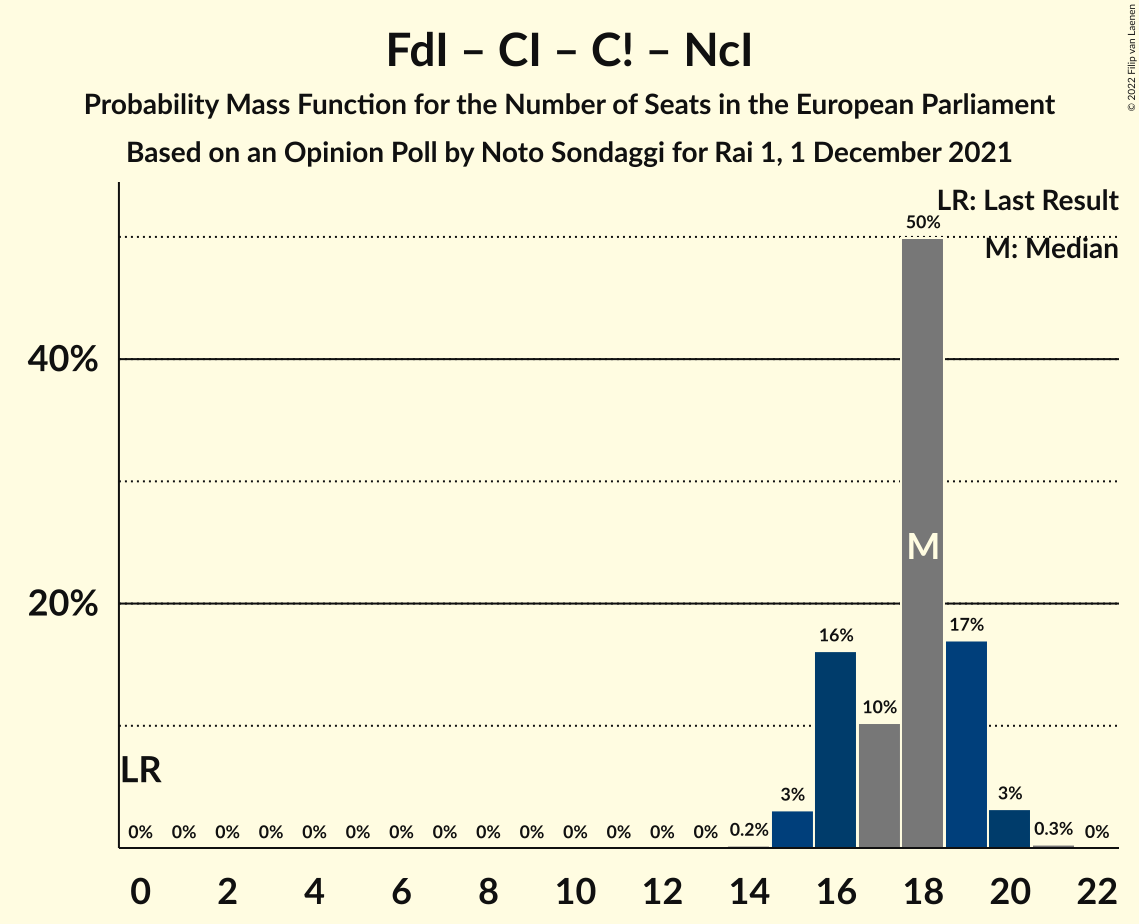 FdI – CI – C! – NcI
Probability Mass Function for the Number of Seats in the European Parliament
Based on an Opinion Poll by Noto Sondaggi for Rai 1, 1 December 2021
© 2022 Filip van Laenen
LR: Last Result
M: Median
50%
40%
M
20%
17%
16%
10%
LR
3%
3%
0% 0% 0% 0% 0% 0% 0% 0% 0% 0% 0% 0% 0% 0% 0.2% 0.3% 0%
0 2 4 6 8 10 12 14 16 18 20 22